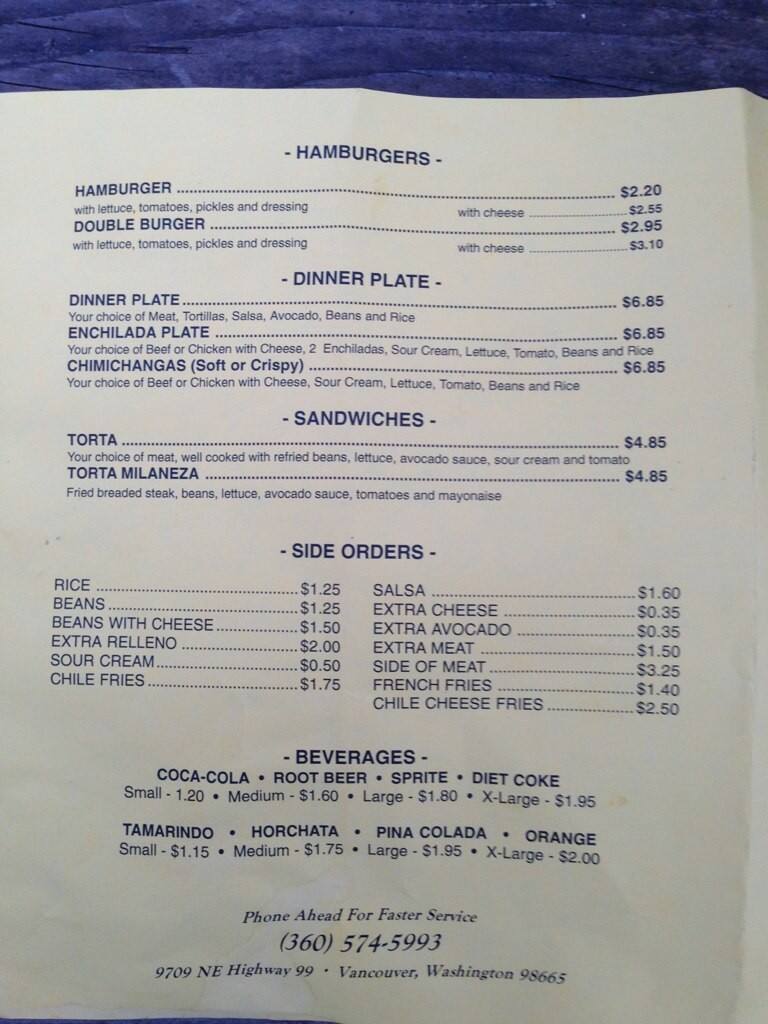 - HAMBURGERS -
HAMBURGER ........ $2.20
with lettuce, tomatoes, pickles and dressing with cheese ........ $2.55
DOUBLE BURGER ........ $2.95
with lettuce, tomatoes, pickles and dressing with cheese ........ $3.10
- DINNER PLATE -
DINNER PLATE ........ $6.85
Your choice of Meat, Tortillas, Salsa, Avocado, Beans and Rice
ENCHILADA PLATE ........ $6.85
Your choice of Beef or Chicken with Cheese, 2 Enchiladas, Sour Cream, Lettuce, Tomato, Beans and Rice
CHIMICHANGAS (Soft or Crispy) ........ $6.85
Your choice of Beef or Chicken with Cheese, Sour Cream, Lettuce, Tomato, Beans and Rice
- SANDWICHES -
TORTA ........ $4.85
Your choice of meat, well cooked with refried beans, lettuce, avocado sauce, sour cream and tomato
TORTA MILANEZA ........ $4.85
Fried breaded steak, beans, lettuce, avocado sauce, tomatoes and mayonaise
- SIDE ORDERS -
RICE ........ $1.25
BEANS ........ $1.25
BEANS WITH CHEESE ........ $1.50
EXTRA RELLENO ........ $2.00
SOUR CREAM ........ $0.50
CHILE FRIES ........ $1.75
SALSA ........ $1.60
EXTRA CHEESE ........ $0.35
EXTRA AVOCADO ........ $0.35
EXTRA MEAT ........ $1.50
SIDE OF MEAT ........ $3.25
FRENCH FRIES ........ $1.40
CHILE CHEESE FRIES ........ $2.50
- BEVERAGES -
COCA-COLA • ROOT BEER • SPRITE • DIET COKE
Small - 1.20 • Medium - $1.60 • Large - $1.80 • X-Large - $1.95
TAMARINDO • HORCHATA • PINA COLADA • ORANGE
Small - $1.15 • Medium - $1.75 • Large - $1.95 • X-Large - $2.00
Phone Ahead For Faster Service
(360) 574-5993
9709 NE Highway 99 • Vancouver, Washington 98665